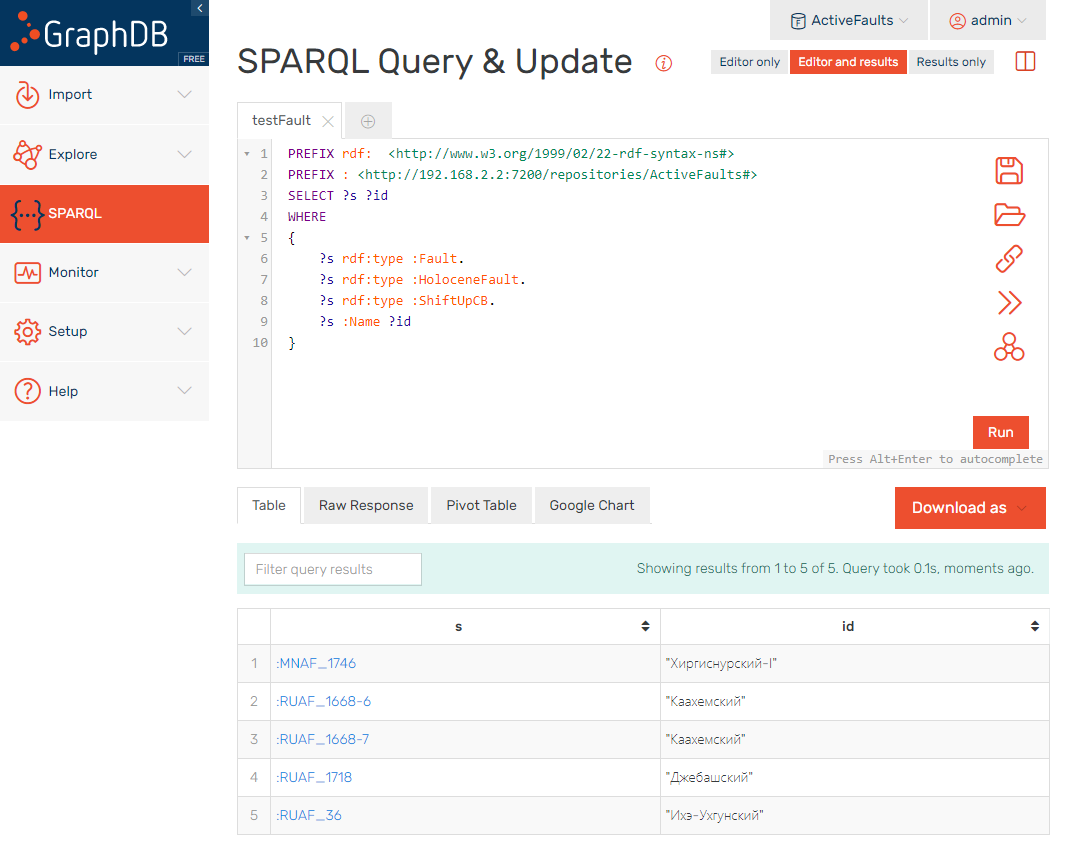 GraphDB
FREE
Import
Explore
SPARQL
Monitor
Setup
Help
ActiveFaults
admin
SPARQL Query & Update
Editor only
Editor and results
Results only
testFault
1 PREFIX rdf:  <http://www.w3.org/1999/02/22-rdf-syntax-ns#>
2 PREFIX : <http://192.168.2.2:7200/repositories/ActiveFaults#>
3 SELECT ?s ?id
4 WHERE
5 {
6     ?s rdf:type :Fault.
7     ?s rdf:type :HoloceneFault.
8     ?s rdf:type :ShiftUpCB.
9     ?s :Name ?id
10 }
Run
Press Alt+Enter to autocomplete
Table
Raw Response
Pivot Table
Google Chart
Download as
Filter query results
Showing results from 1 to 5 of 5. Query took 0.1s, moments ago.
s id
1 :MNAF_1746 "Хиргиснурский-I"
2 :RUAF_1668-6 "Каахемский"
3 :RUAF_1668-7 "Каахемский"
4 :RUAF_1718 "Джебашский"
5 :RUAF_36 "Ихэ-Ухгунский"